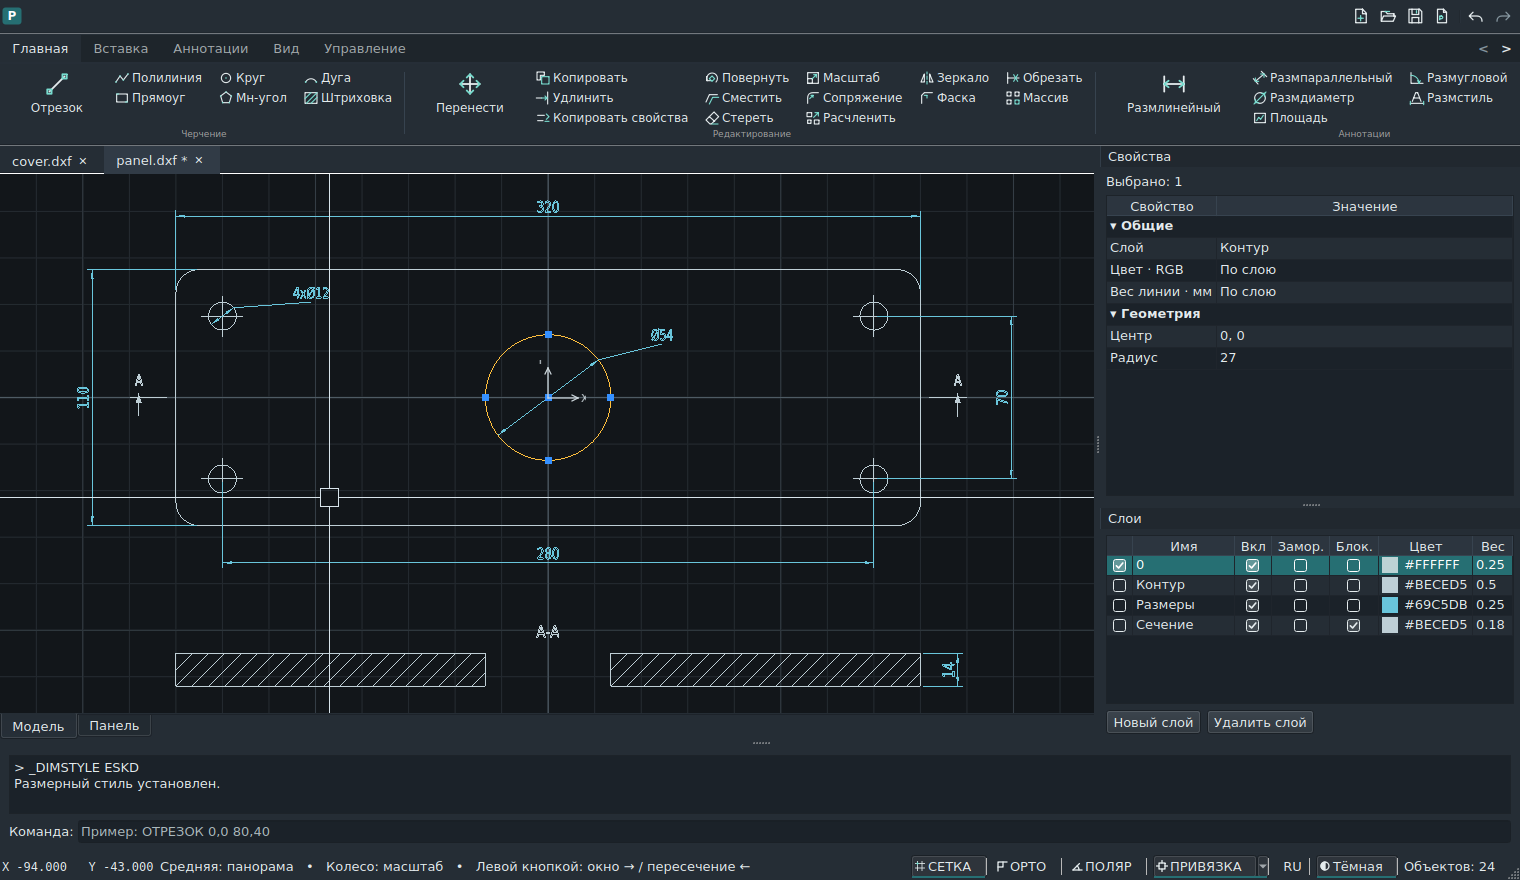 P
Главная Вставка Аннотации Вид Управление < >
Отрезок
Полилиния Круг Дуга
Прямоуг Мн-угол Штриховка
Черчение
Перенести
Копировать Повернуть Масштаб Зеркало Обрезать
Удлинить Сместить Сопряжение Фаска Массив
Копировать свойства Стереть Расчленить
Редактирование
Размлинейный
Размпараллельный Размугловой
Размдиаметр Размстиль
Площадь
Аннотации
cover.dxf × panel.dxf * ×
320
4xØ12
Ø54
110
A
A
70
X
280
A-A
14
Модель Панель
Свойства
Выбрано: 1
Свойство Значение
▾ Общие
Слой Контур
Цвет · RGB По слою
Вес линии · мм По слою
▾ Геометрия
Центр 0, 0
Радиус 27
Слои
Имя Вкл Замор. Блок. Цвет Вес
0 #FFFFFF 0.25
Контур #BECED5 0.5
Размеры #69C5DB 0.25
Сечение #BECED5 0.18
Новый слой Удалить слой
> _DIMSTYLE ESKD
Размерный стиль установлен.
Команда: Пример: ОТРЕЗОК 0,0 80,40
X -94.000 Y -43.000 Средняя: панорама • Колесо: масштаб • Левой кнопкой: окно → / пересечение ← СЕТКА ОРТО ПОЛЯР ПРИВЯЗКА RU Тёмная Объектов: 24